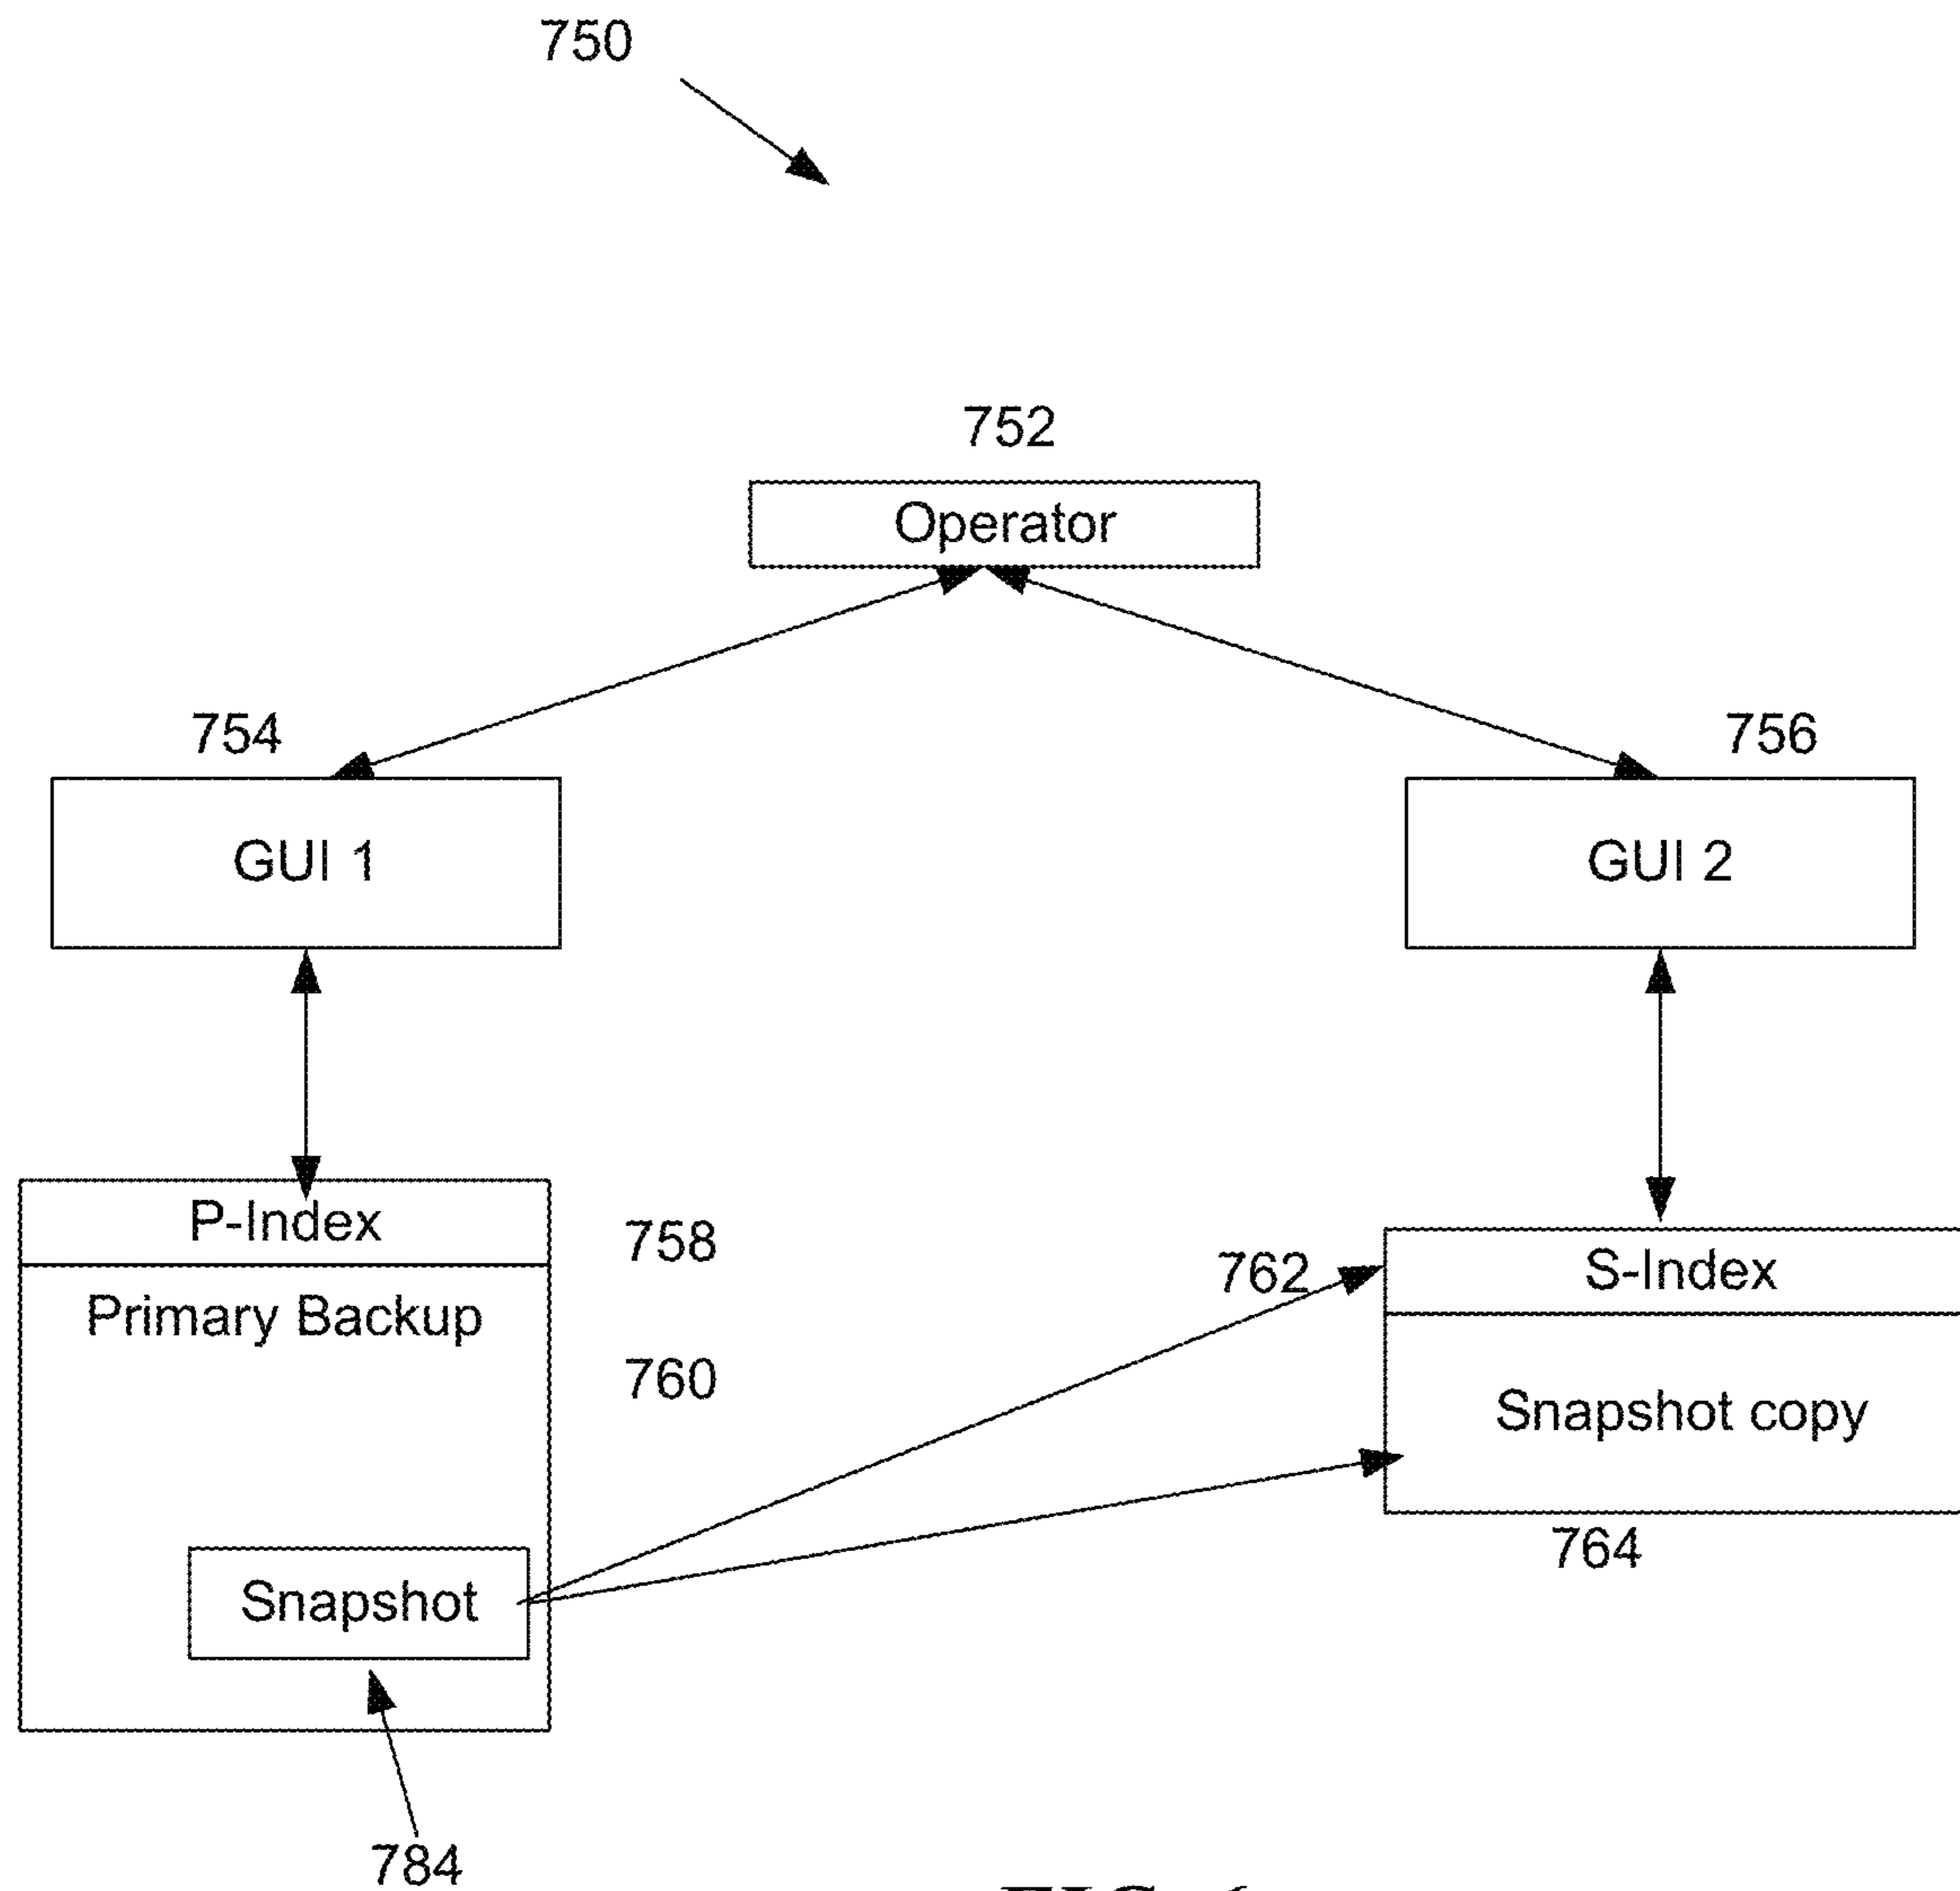 750
752
Operator
754
756
GUI 1
GUI 2
P-Index
758
762
S-Index
Primary Backup
760
Snapshot copy
764
Snapshot
784